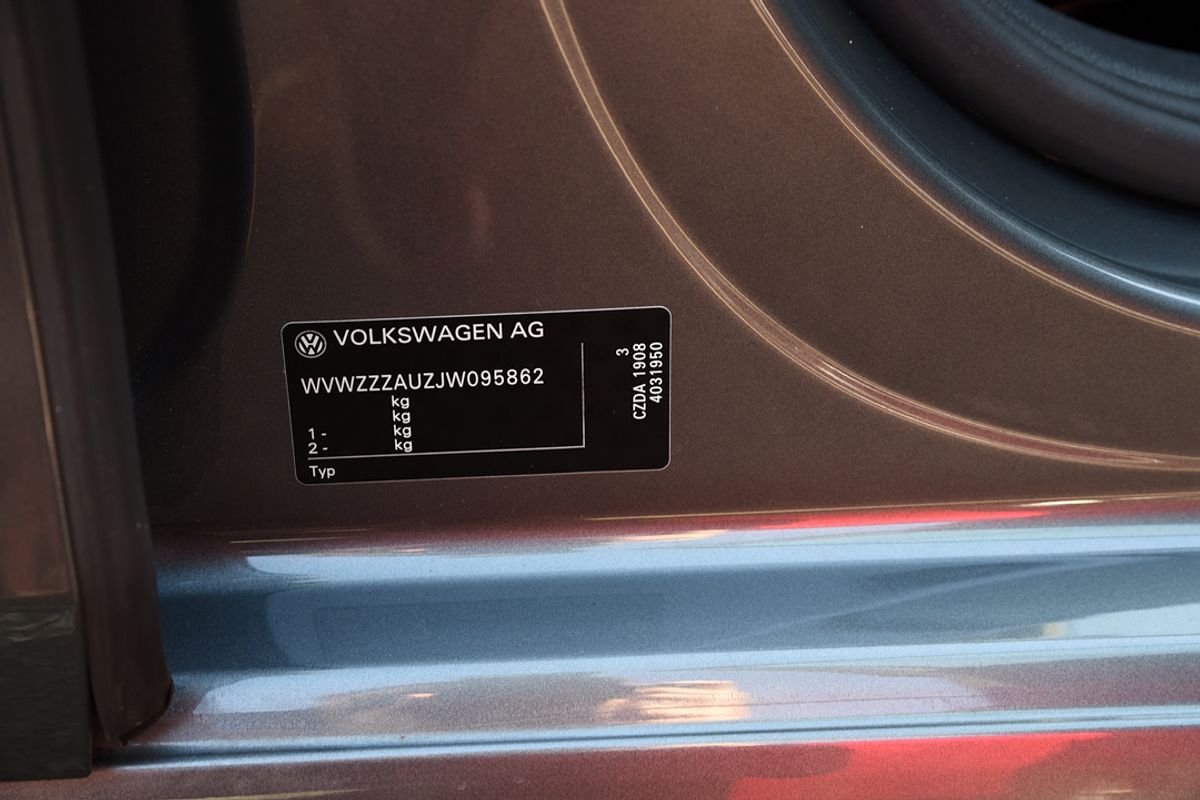 VOLKSWAGEN AG
WVWZZZAUZJW095862
kg
kg
1 - kg
2 - kg
Typ
3
CZDA 1908
4031950